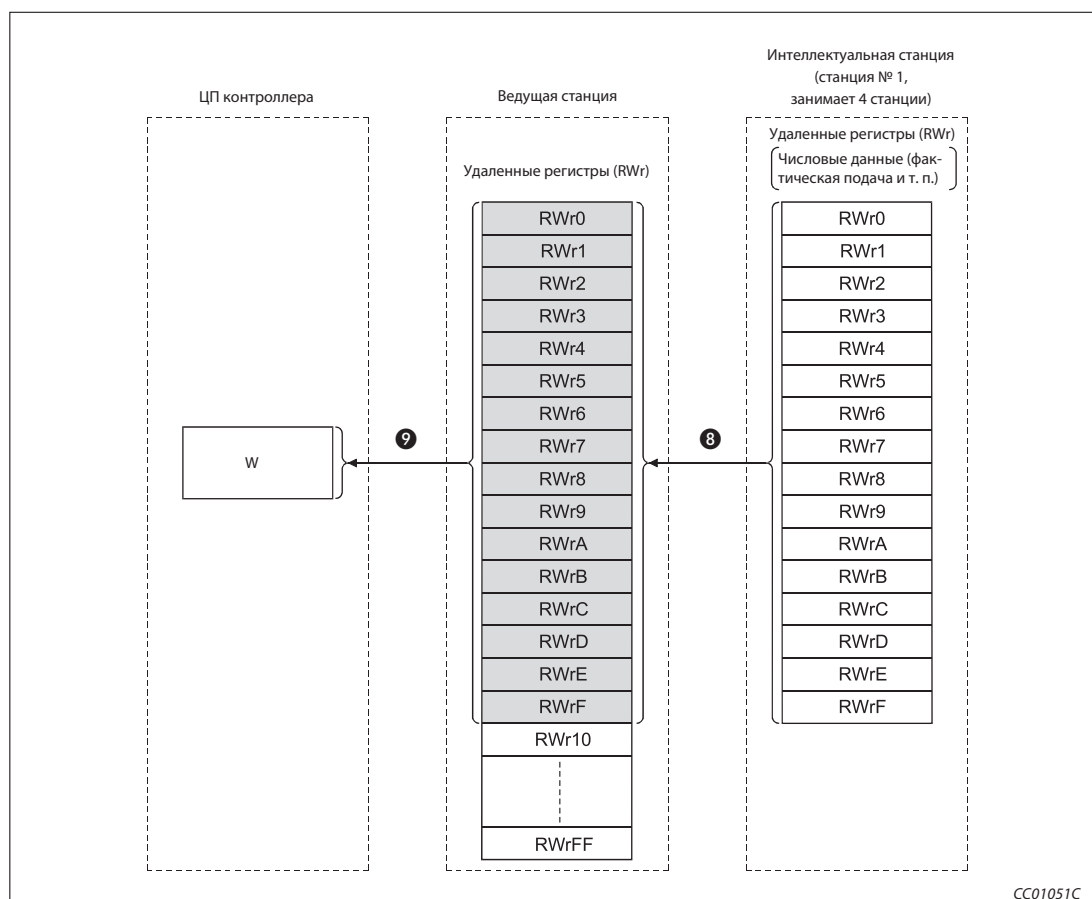 ЦП контроллера
Ведущая станция
Интеллектуальная станция
(станция № 1,
занимает 4 станции)
Удаленные регистры (RWr)
Удаленные регистры (RWr)
Числовые данные (фак-
тическая подача и т. п.)
RWr0
RWr1
RWr2
RWr3
RWr4
RWr5
RWr6
RWr7
RWr8
RWr9
RWrA
RWrB
RWrC
RWrD
RWrE
RWrF
RWr10
RWrFF
RWr0
RWr1
RWr2
RWr3
RWr4
RWr5
RWr6
RWr7
RWr8
RWr9
RWrA
RWrB
RWrC
RWrD
RWrE
RWrF
W
9
8
CC01051C